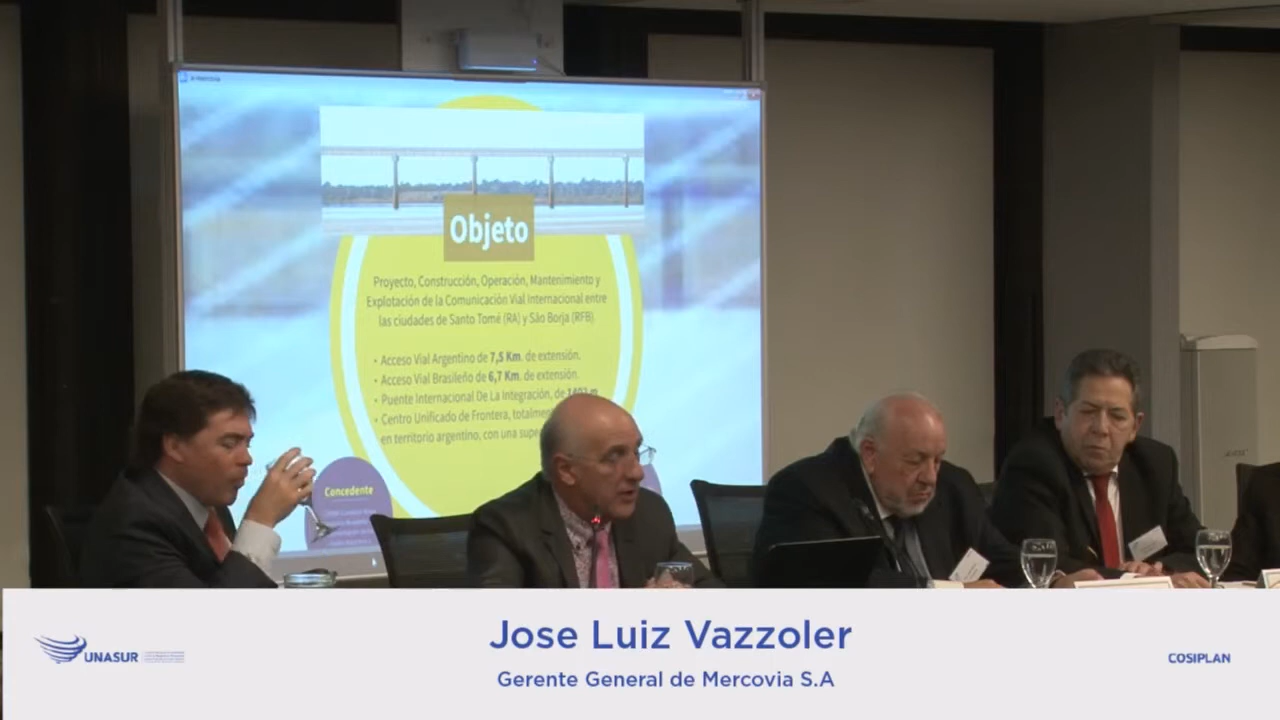 Objeto
Proyecto, Construcción, Operación, Mantenimiento y
Explotación de la Comunicación Vial Internacional entre
las ciudades de Santo Tomé (RA) y São Borja (RFB).
• Acceso Vial Argentino de 7,5 Km. de extensión.
• Acceso Vial Brasileño de 6,7 Km. de extensión.
• Puente Internacional De La Integración, de
• Centro Unificado de Frontera,
en territorio argentino, con una
Concedente
Jose Luiz Vazzoler
Gerente General de Mercovia S.A
UNASUR
COSIPLAN